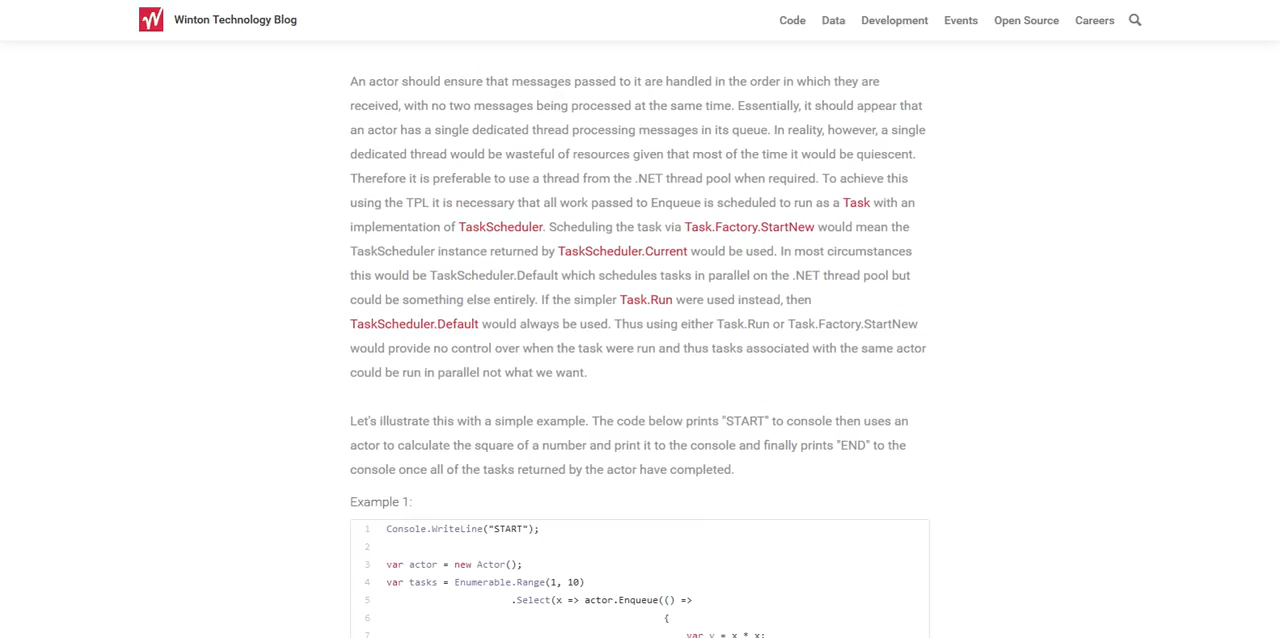 Winton Technology Blog
Code Data Development Events Open Source Careers
An actor should ensure that messages passed to it are handled in the order in which they are
received, with no two messages being processed at the same time. Essentially, it should appear that
an actor has a single dedicated thread processing messages in its queue. In reality, however, a single
dedicated thread would be wasteful of resources given that most of the time it would be quiescent.
Therefore it is preferable to use a thread from the .NET thread pool when required. To achieve this
using the TPL it is necessary that all work passed to Enqueue is scheduled to run as a Task with an
implementation of TaskScheduler. Scheduling the task via Task.Factory.StartNew would mean the
TaskScheduler instance returned by TaskScheduler.Current would be used. In most circumstances
this would be TaskScheduler.Default which schedules tasks in parallel on the .NET thread pool but
could be something else entirely. If the simpler Task.Run were used instead, then
TaskScheduler.Default would always be used. Thus using either Task.Run or Task.Factory.StartNew
would provide no control over when the task were run and thus tasks associated with the same actor
could be run in parallel not what we want.
Let's illustrate this with a simple example. The code below prints "START" to console then uses an
actor to calculate the square of a number and print it to the console and finally prints "END" to the
console once all of the tasks returned by the actor have completed.
Example 1:
1 Console.WriteLine("START");
2
3 var actor = new Actor();
4 var tasks = Enumerable.Range(1, 10)
5 .Select(x => actor.Enqueue(() =>
6 {
7 var y = x * x;